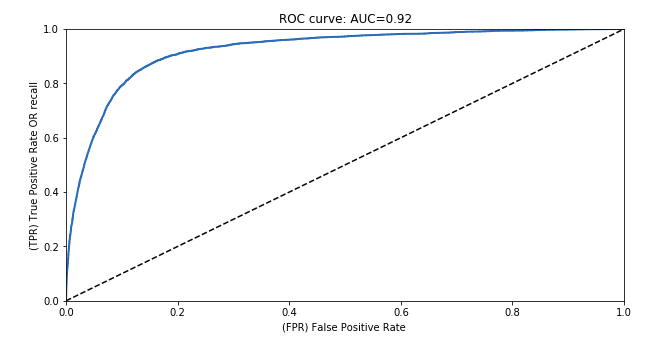 ROC curve: AUC=0.92
1.0
0.8
0.6
0.4
0.2
0.0
(TPR) True Positive Rate OR recall
0.0 0.2 0.4 0.6 0.8 1.0
(FPR) False Positive Rate